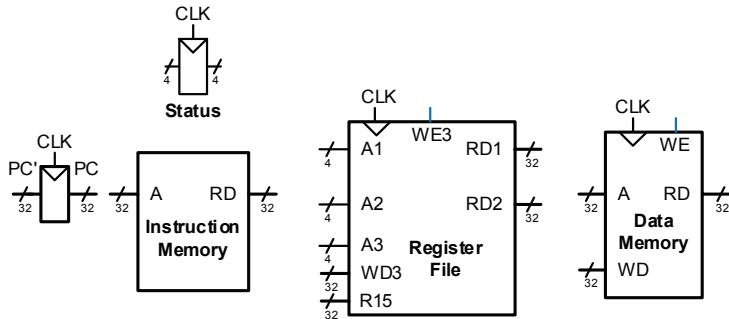 CLK
4 4
Status
CLK
PC' PC
32 32
A RD
32 32
Instruction
Memory
CLK
WE3
A1 RD1
4 32
A2 RD2
4 32
A3
4
Register
File
WD3
32
R15
32
CLK
WE
A RD
32 32
Data
Memory
WD
32